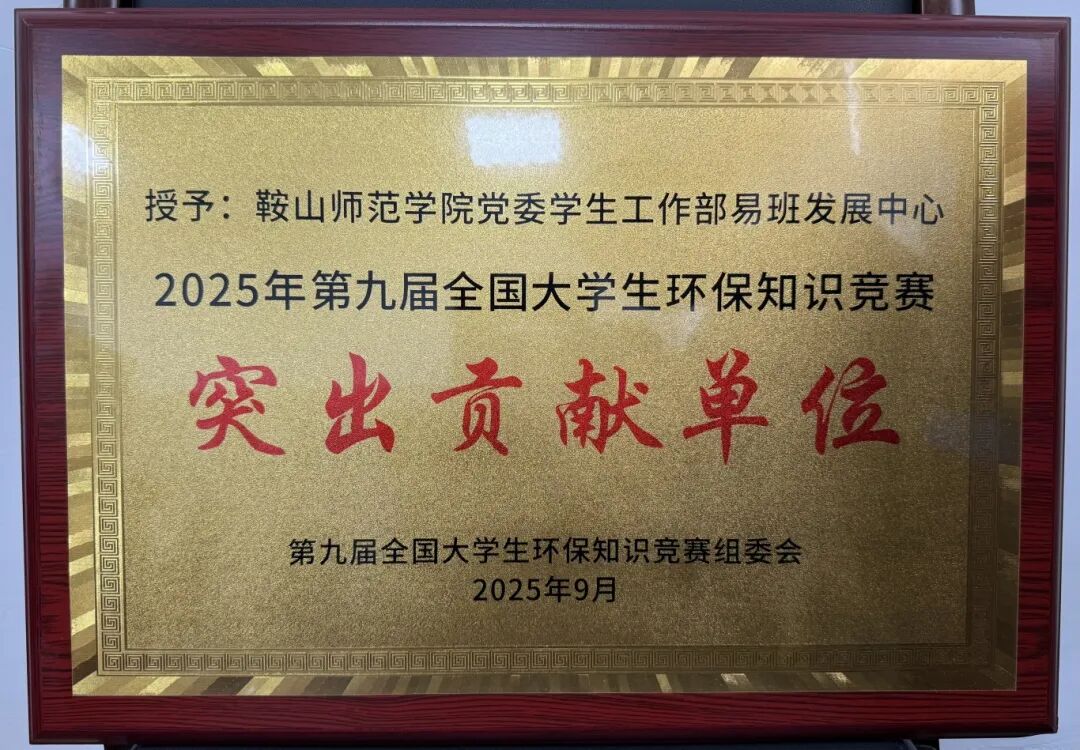 授予：鞍山师范学院党委学生工作部易班发展中心
2025年第九届全国大学生环保知识竞赛
突出贡献单位
第九届全国大学生环保知识竞赛组委会
2025年9月